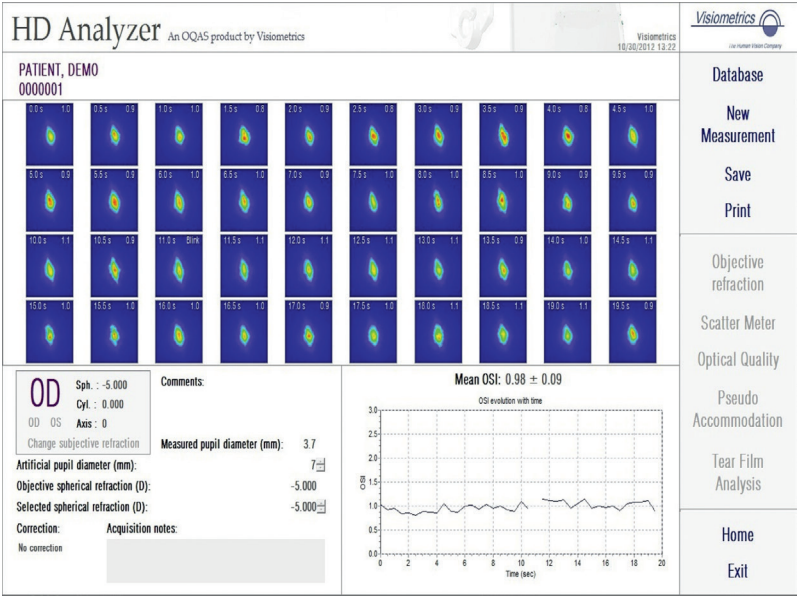 HD Analyzer An OQAS product by Visiometrics
Visiometrics
10/30/2012 13:22
Visiometrics
The Human Vision Company
PATIENT, DEMO
0000001
0.0 s 1.0 0.5 s 0.9 1.0 s 1.0 1.5 s 0.8 2.0 s 0.9 2.5 s 0.8 3.0 s 0.9 3.5 s 0.9 4.0 s 0.8 4.5 s 1.0
5.0 s 0.9 5.5 s 0.9 6.0 s 1.0 6.5 s 1.0 7.0 s 0.9 7.5 s 1.0 8.0 s 1.0 8.5 s 1.0 9.0 s 0.9 9.5 s 0.9
10.0 s 1.1 10.5 s 0.9 11.0 s Blink 11.5 s 1.1 12.0 s 1.1 12.5 s 1.1 13.0 s 1.1 13.5 s 0.9 14.0 s 1.0 14.5 s 1.1
15.0 s 1.0 15.5 s 1.0 16.0 s 1.0 16.5 s 1.0 17.0 s 0.9 17.5 s 1.0 18.0 s 1.1 18.5 s 1.1 19.0 s 1.1 19.5 s 0.9
OD
Sph. : -5.000
Cyl. : 0.000
OD OS Axis : 0
Change subjective refraction
Comments:
Measured pupil diameter (mm): 3.7
Artificial pupil diameter (mm): 7
Objective spherical refraction (D): -5.000
Selected spherical refraction (D): -5.000
Correction: Acquisition notes:
No correction
Mean OSI: 0.98 ± 0.09
OSI evolution with time
3.0
2.5
2.0
OSI
1.5
1.0
0.5
0.0
0 2 4 6 8 10 12 14 16 18 20
Time (sec)
Database
New
Measurement
Save
Print
Objective
refraction
Scatter Meter
Optical Quality
Pseudo
Accommodation
Tear Film
Analysis
Home
Exit